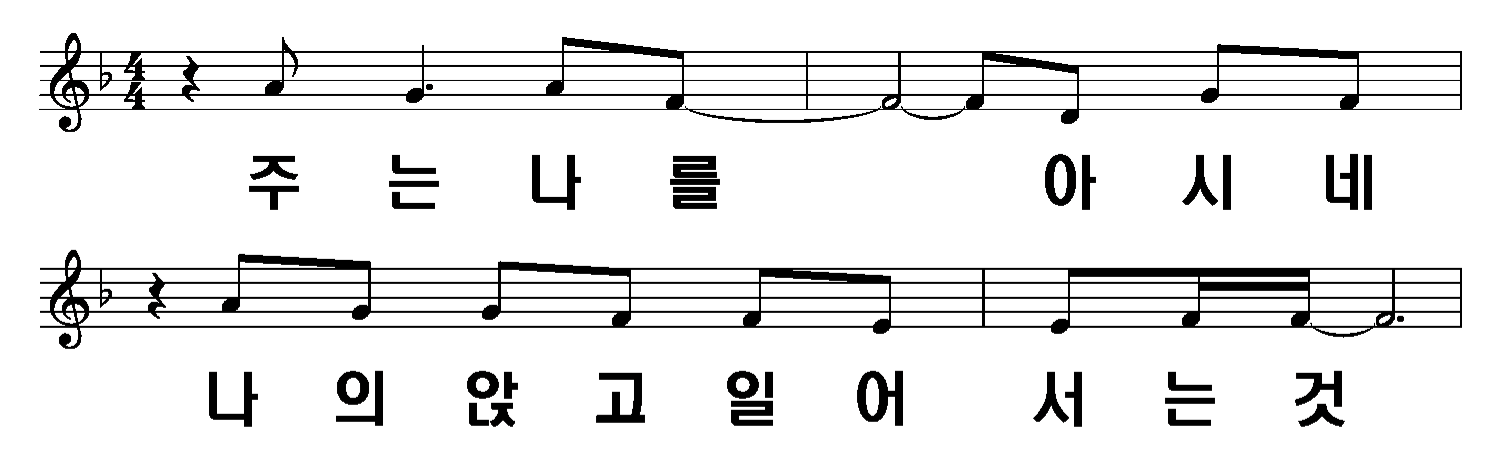 주 는 나 를 아 시 네
나 의 앉 고 일 어 서 는 것